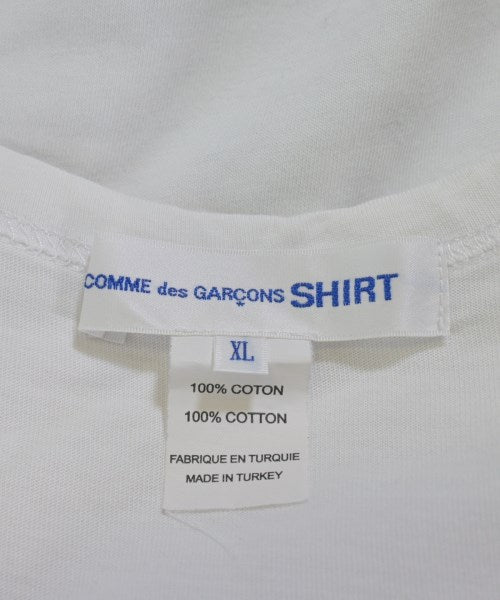 COMME des GARÇONS SHIRT
XL
100% COTON
100% COTTON
FABRIQUE EN TURQUIE
MADE IN TURKEY